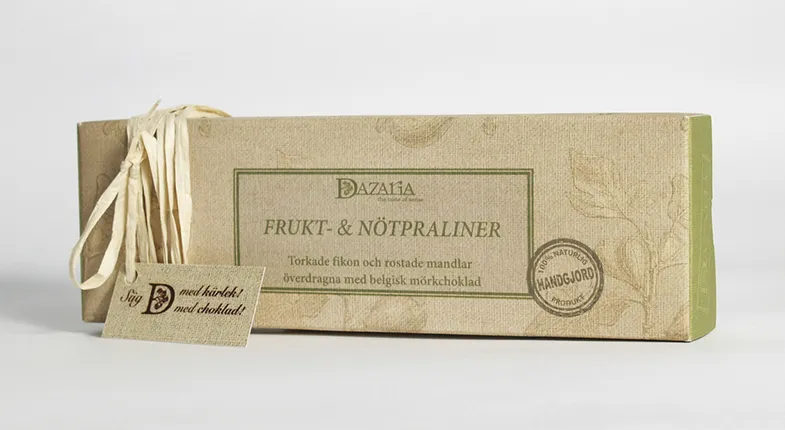 DAZALIA
the taste of sense
FRUKT- & NÖTPRALINER
Torkade fikon och rostade mandlar
överdragna med belgisk mörkchoklad
100% NATURLIG
HANDGJORD
PRODUKT
Säg D med kärlek!
med choklad!